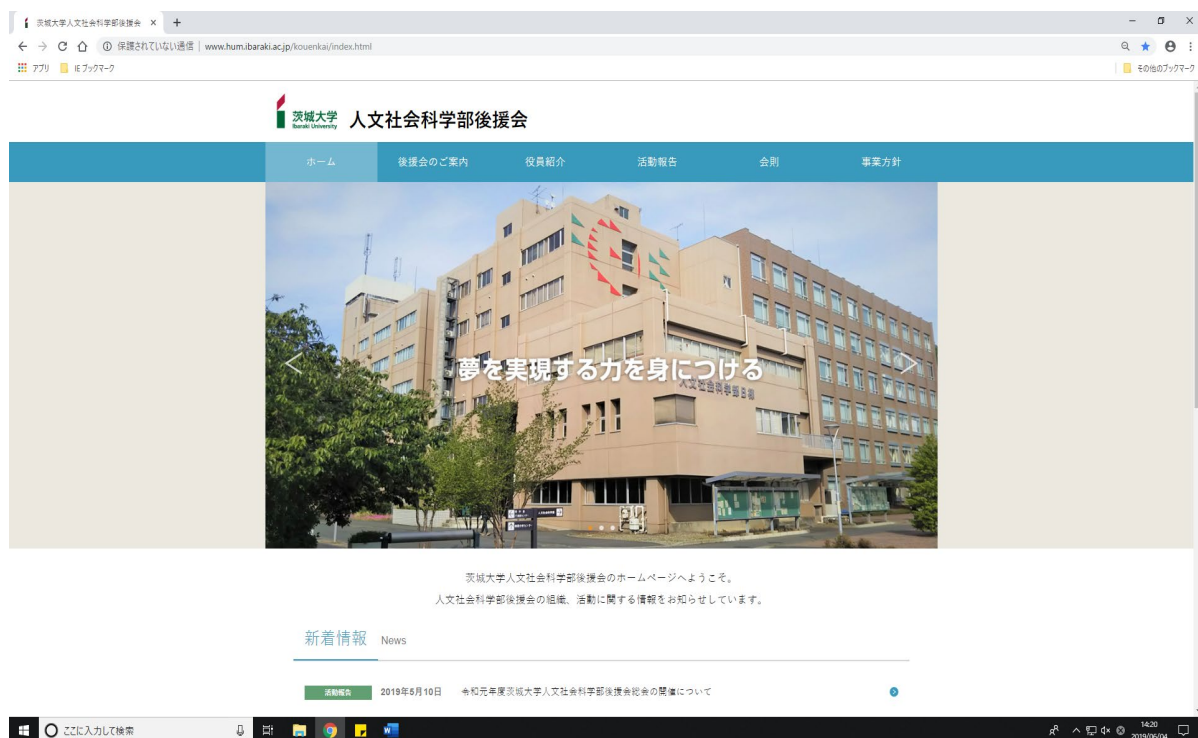 茨城大学人文社会科学部後援会
保護されていない通信 | www.hum.ibaraki.ac.jp/kouenkai/index.html
アプリ IEブックマーク その他のブックマーク
茨城大学 人文社会科学部後援会
Ibaraki University
ホーム 後援会のご案内 役員紹介 活動報告 会則 事業方針
夢を実現する力を身につける
人文社会科学部B棟
茨城大学人文社会科学部後援会のホームページへようこそ。
人文社会科学部後援会の組織、活動に関する情報をお知らせしています。
新着情報 News
活動報告 2019年5月10日 令和元年度茨城大学人文社会科学部後援会総会の開催について
ここに入力して検索
14:20
2019/06/04